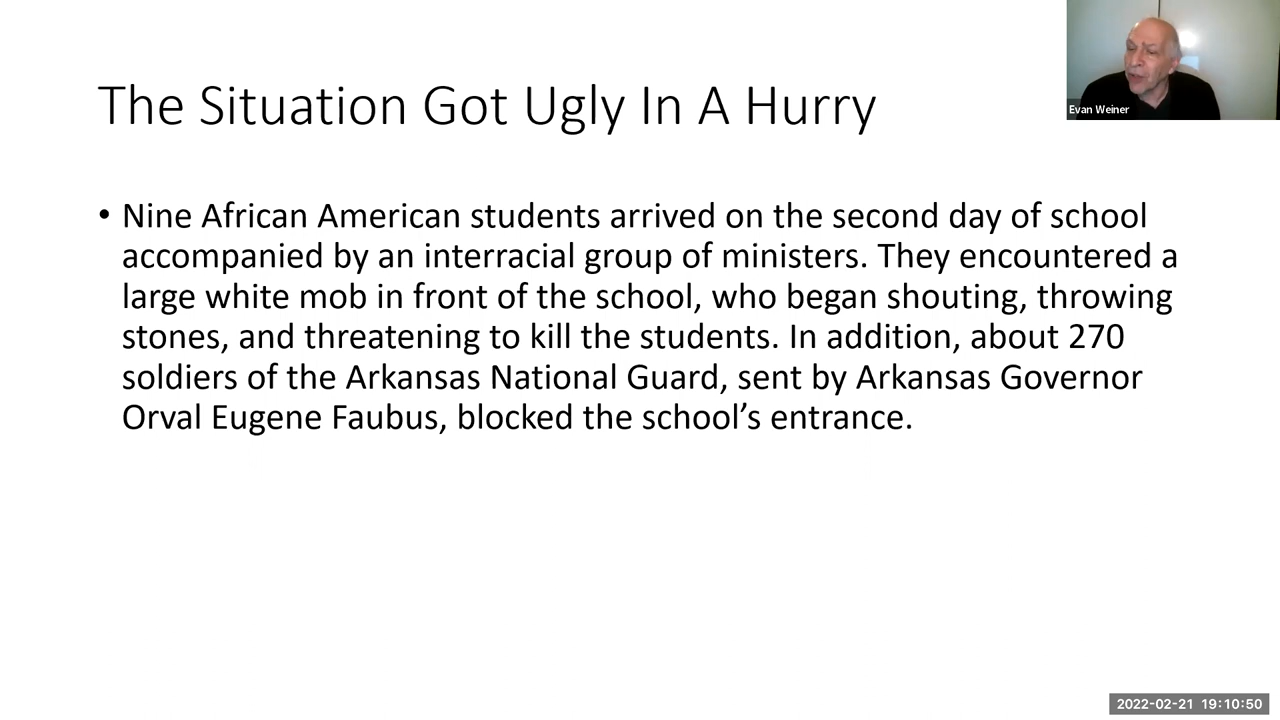 The Situation Got Ugly In A Hurry
Evan Weiner
• Nine African American students arrived on the second day of school
accompanied by an interracial group of ministers. They encountered a
large white mob in front of the school, who began shouting, throwing
stones, and threatening to kill the students. In addition, about 270
soldiers of the Arkansas National Guard, sent by Arkansas Governor
Orval Eugene Faubus, blocked the school’s entrance.
2022-02-21 19:10:50